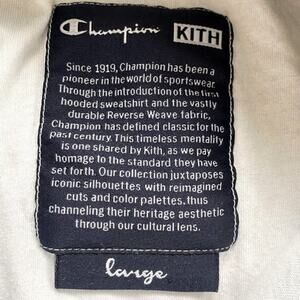 Champion KITH
Since 1919, Champion has been a
pioneer in the world of sportswear.
Through the introduction of the first
hooded sweatshirt and the vastly
durable Reverse Weave fabric,
Champion has defined classic for the
past century. This timeless mentality
is one shared by Kith, as we pay
homage to the standard they have
set forth. Our collection juxtaposes
iconic silhouettes with reimagined
cuts and color palettes, thus
channeling their heritage aesthetic
through our cultural lens.
large